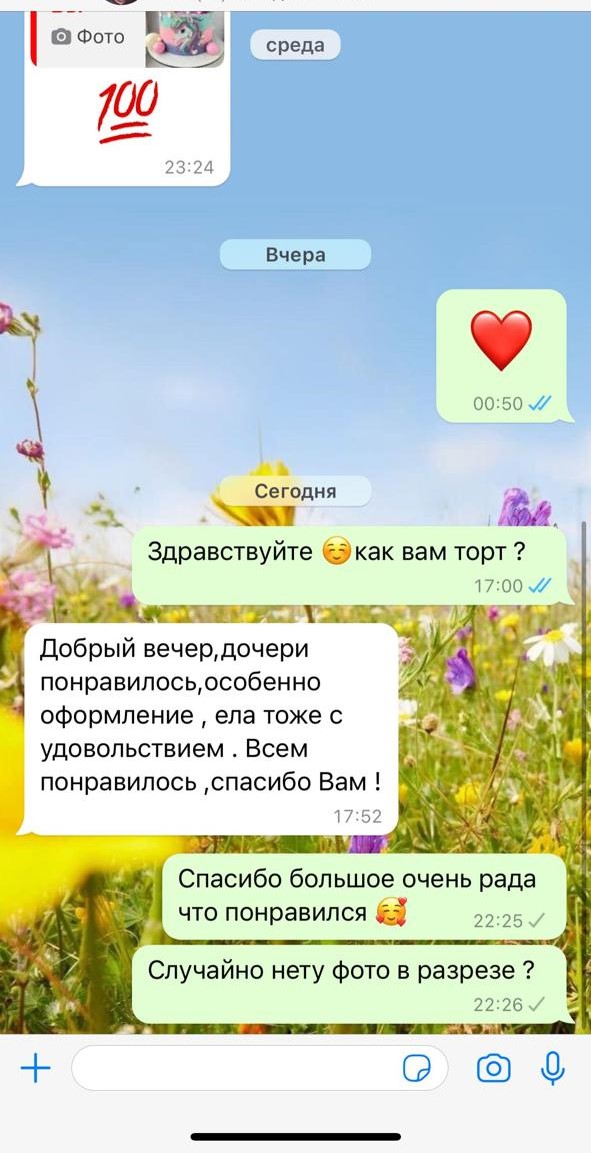 Фото
среда
💯
23:24
Вчера
❤️
00:50
Сегодня
Здравствуйте ☺️как вам торт ?
17:00
Добрый вечер,дочери
понравилось,особенно
оформление , ела тоже с
удовольствием . Всем
понравилось ,спасибо Вам !
17:52
Спасибо большое очень рада
что понравился 🥰
22:25
Случайно нету фото в разрезе ?
22:26